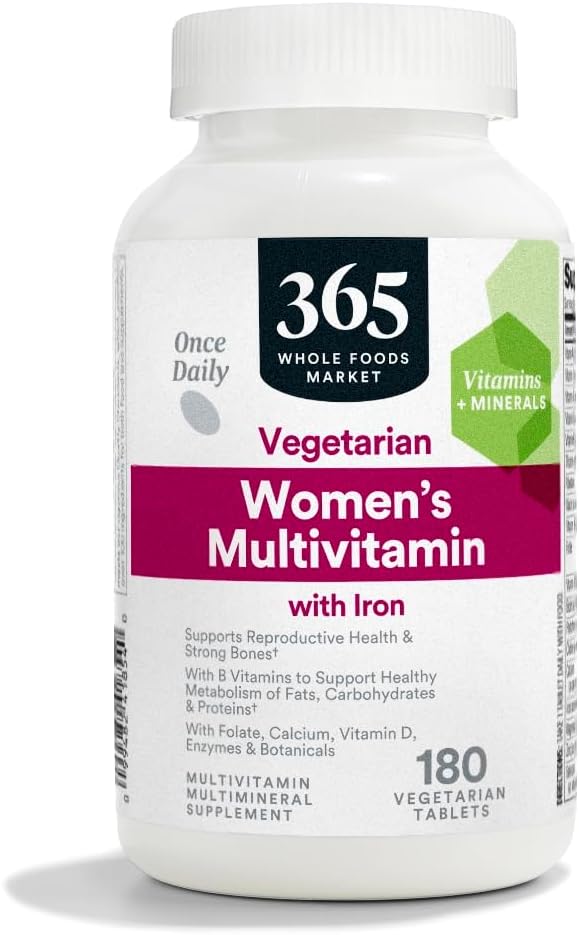 365
WHOLE FOODS
MARKET
Once
Daily
Vitamins
+ MINERALS
Vegetarian
Women's
Multivitamin
with Iron
Supports Reproductive Health &
Strong Bones†
With B Vitamins to Support Healthy
Metabolism of Fats, Carbohydrates
& Proteins†
With Folate, Calcium, Vitamin D,
Enzymes & Botanicals
MULTIVITAMIN
MULTIMINERAL
SUPPLEMENT
180
VEGETARIAN
TABLETS